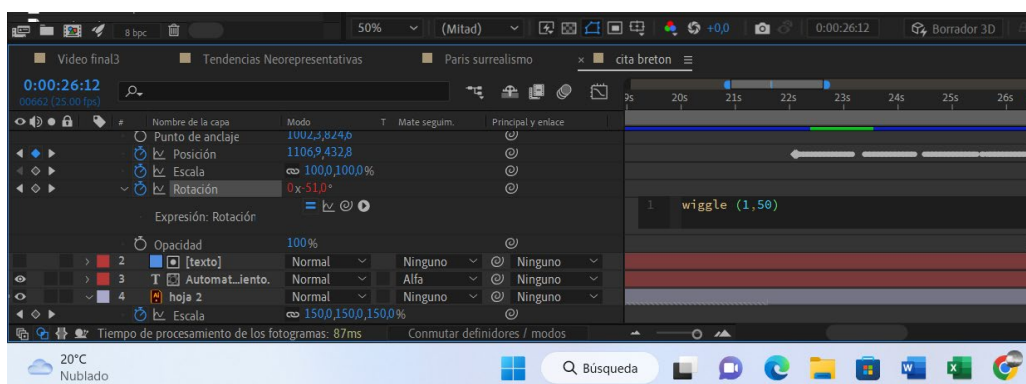 8 bpc 50% (Mitad) +0,0 0:00:26:12 Borrador 3D
Video final3 Tendencias Neorepresentativas Paris surrealismo × cita breton
0:00:26:12
00662 (25.00 fps)
9s 20s 21s 22s 23s 24s 25s 26s
# Nombre de la capa Modo T Mate seguim. Principal y enlace
Punto de anclaje 1002,3,824,6
Posición 1106,9,432,8
Escala 100,0,100,0%
Rotación 0x-51,0°
1 wiggle (1,50)
Expresión: Rotación
Opacidad 100%
2 [texto] Normal Ninguno Ninguno
3 T Automat...iento. Normal Alfa Ninguno
4 Ai hoja 2 Normal Ninguno Ninguno
Escala 150,0,150,0,150,0%
Tiempo de procesamiento de los fotogramas: 87ms Conmutar definidores / modos
20°C
Nublado
Búsqueda